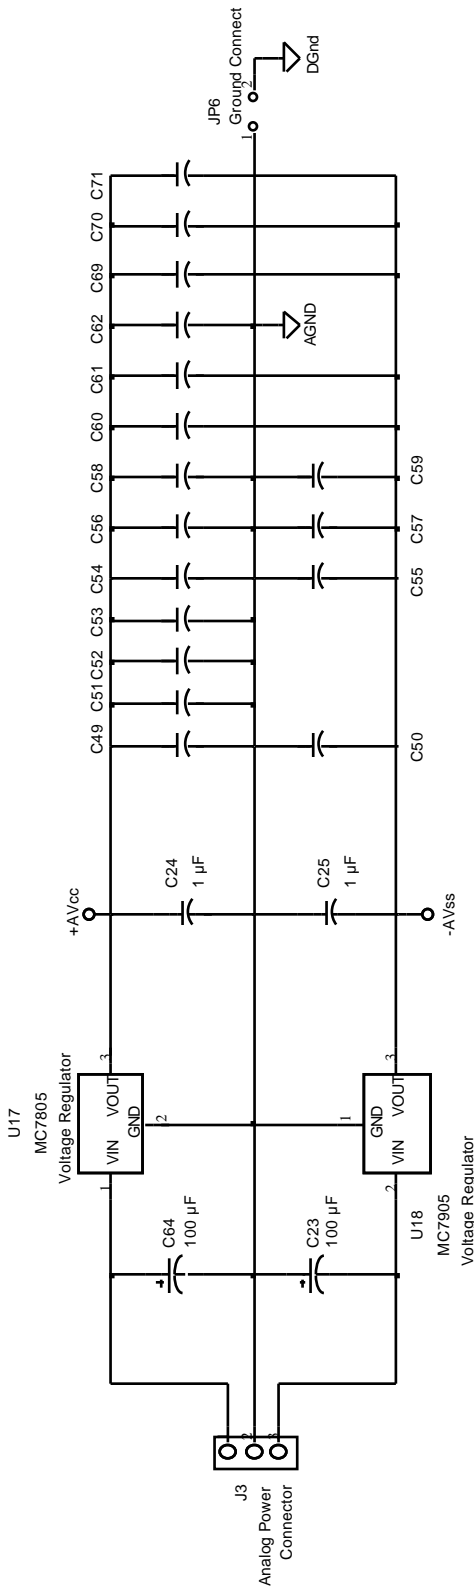 U17
MC7805
Voltage Regulator
+AVcc
C49
C51
C52
C53
C54
C56
C58
C60
C61
C62
C69
C70
C71
1
VIN
VOUT
3
GND
2
C64
100 µF
C24
1 µF
JP6
Ground Connect
1
2
DGnd
AGND
J3
Analog Power
Connector
2
3
C23
100 µF
C25
1 µF
1
GND
2
VIN
VOUT
3
U18
MC7905
Voltage Regulator
-AVss
C50
C55
C57
C59